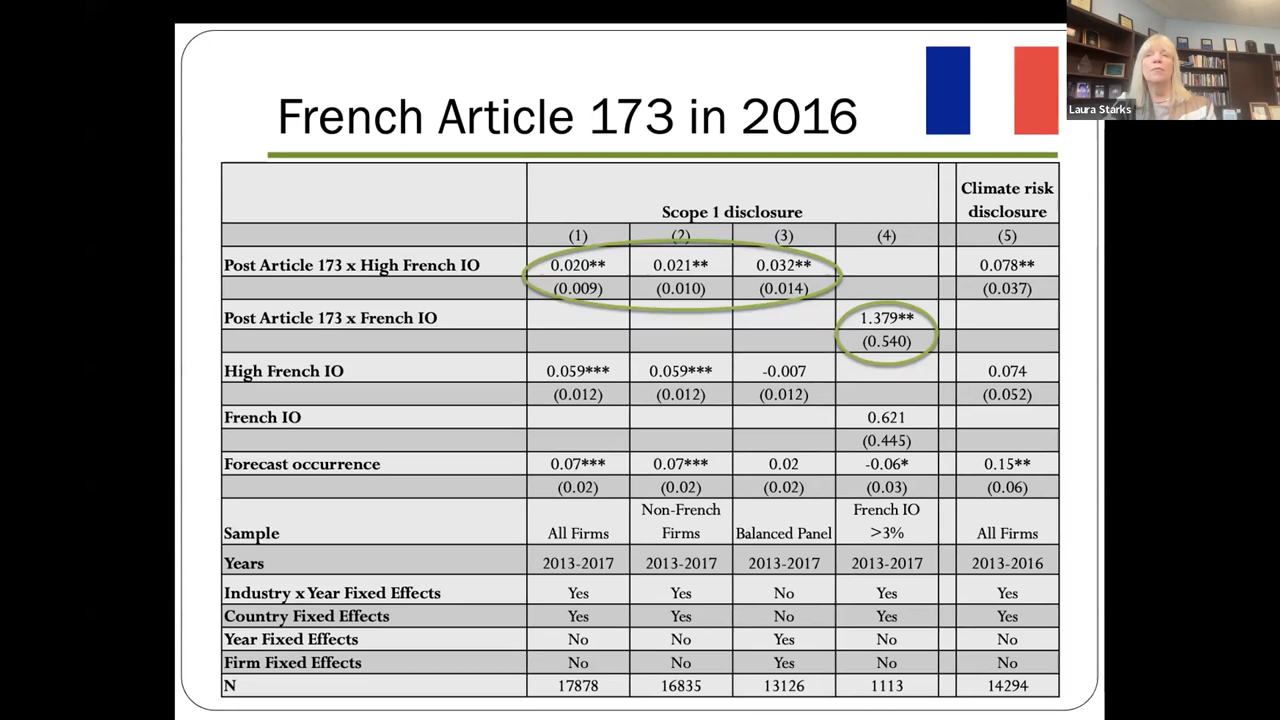 French Article 173 in 2016
Laura Starks
Scope 1 disclosure Climate risk disclosure
(1) (2) (3) (4) (5)
Post Article 173 x High French IO 0.020** 0.021** 0.032** 0.078**
(0.009) (0.010) (0.014) (0.037)
Post Article 173 x French IO 1.379**
(0.540)
High French IO 0.059*** 0.059*** -0.007 0.074
(0.012) (0.012) (0.012) (0.052)
French IO 0.621
(0.445)
Forecast occurrence 0.07*** 0.07*** 0.02 -0.06* 0.15**
(0.02) (0.02) (0.02) (0.03) (0.06)
Sample All Firms Non-French Firms Balanced Panel French IO >3% All Firms
Years 2013-2017 2013-2017 2013-2017 2013-2017 2013-2016
Industry x Year Fixed Effects Yes Yes No Yes Yes
Country Fixed Effects Yes Yes No Yes Yes
Year Fixed Effects No No Yes No No
Firm Fixed Effects No No Yes No No
N 17878 16835 13126 1113 14294